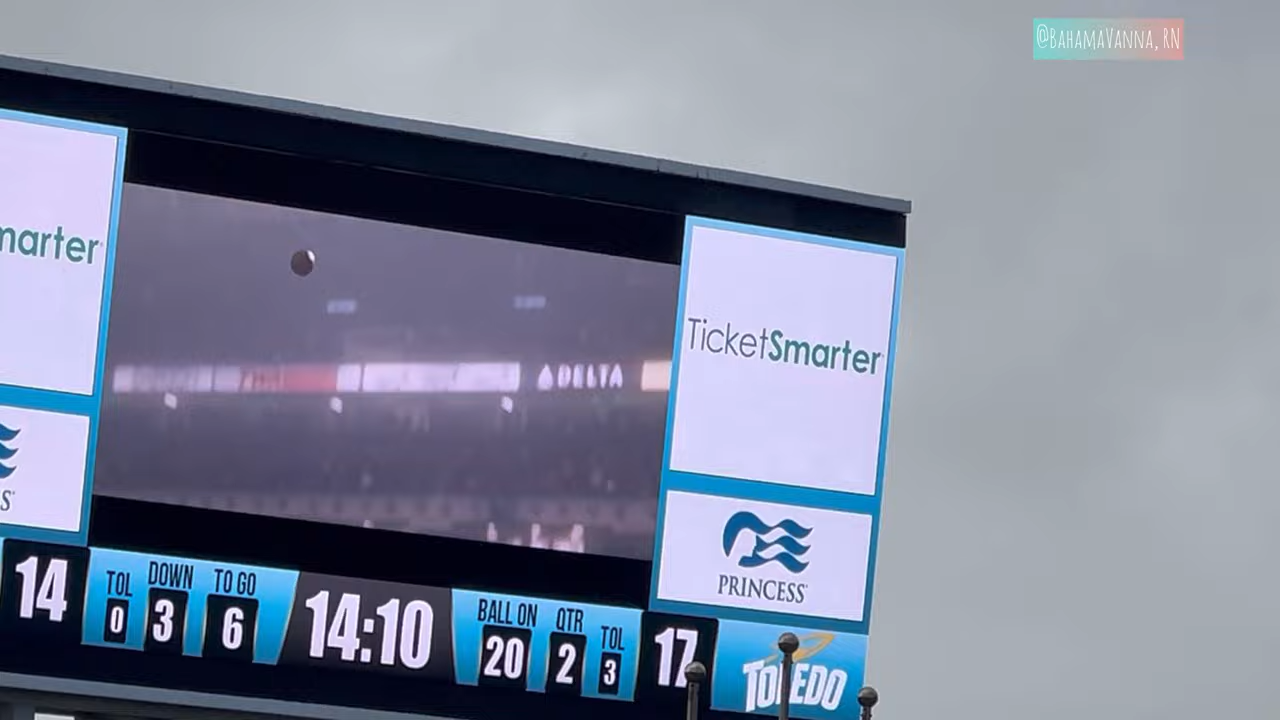 @BAHAMAVANNA, RN
marter
TicketSmarter
DELTA
S
PRINCESS
14
TOL
0
DOWN
3
TO GO
6
14:10
BALL ON
20
QTR
2
TOL
3
17
TOLEDO